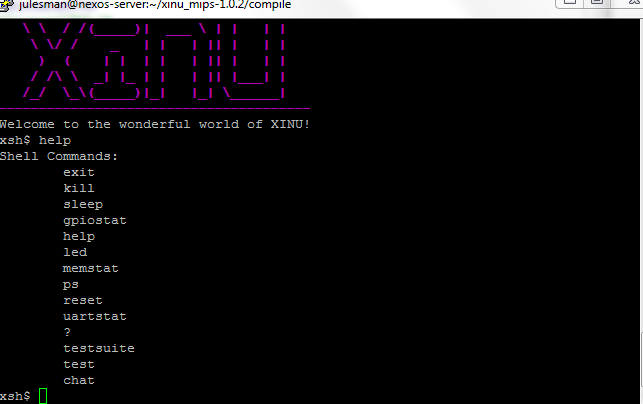 julesman@nexos-server:~/xinu_mips-1.0.2/compile
Xinu
Welcome to the wonderful world of XINU!
xsh$ help
Shell Commands:
exit
kill
sleep
gpiostat
help
led
memstat
ps
reset
uartstat
?
testsuite
test
chat
xsh$